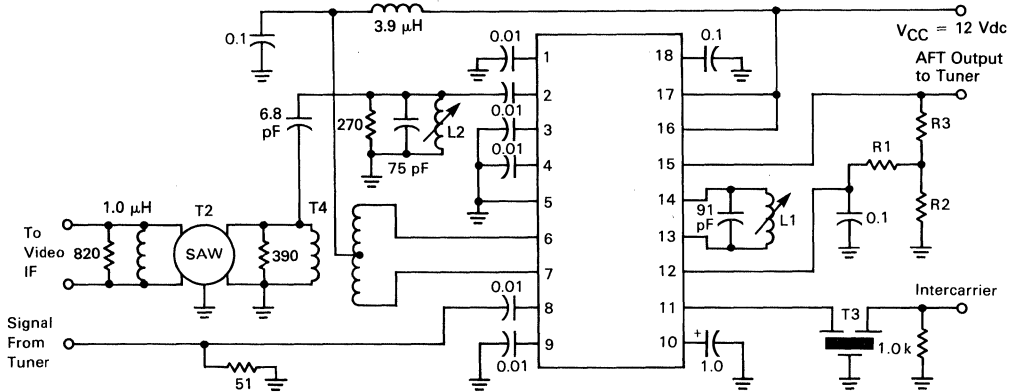 0.1
3.9 μH
VCC = 12 Vdc
AFT Output
to Tuner
0.01
1
18
0.1
6.8
pF
270
75 pF
L2
2
0.01
3
0.01
4
5
17
16
15
R3
R1
R2
0.1
14
91
pF
L1
13
12
1.0 μH
T2
T4
To
Video
IF
820
SAW
390
6
7
0.01
8
9
0.01
Signal
From
Tuner
51
11
10
+
1.0
T3
Intercarrier
1.0 k